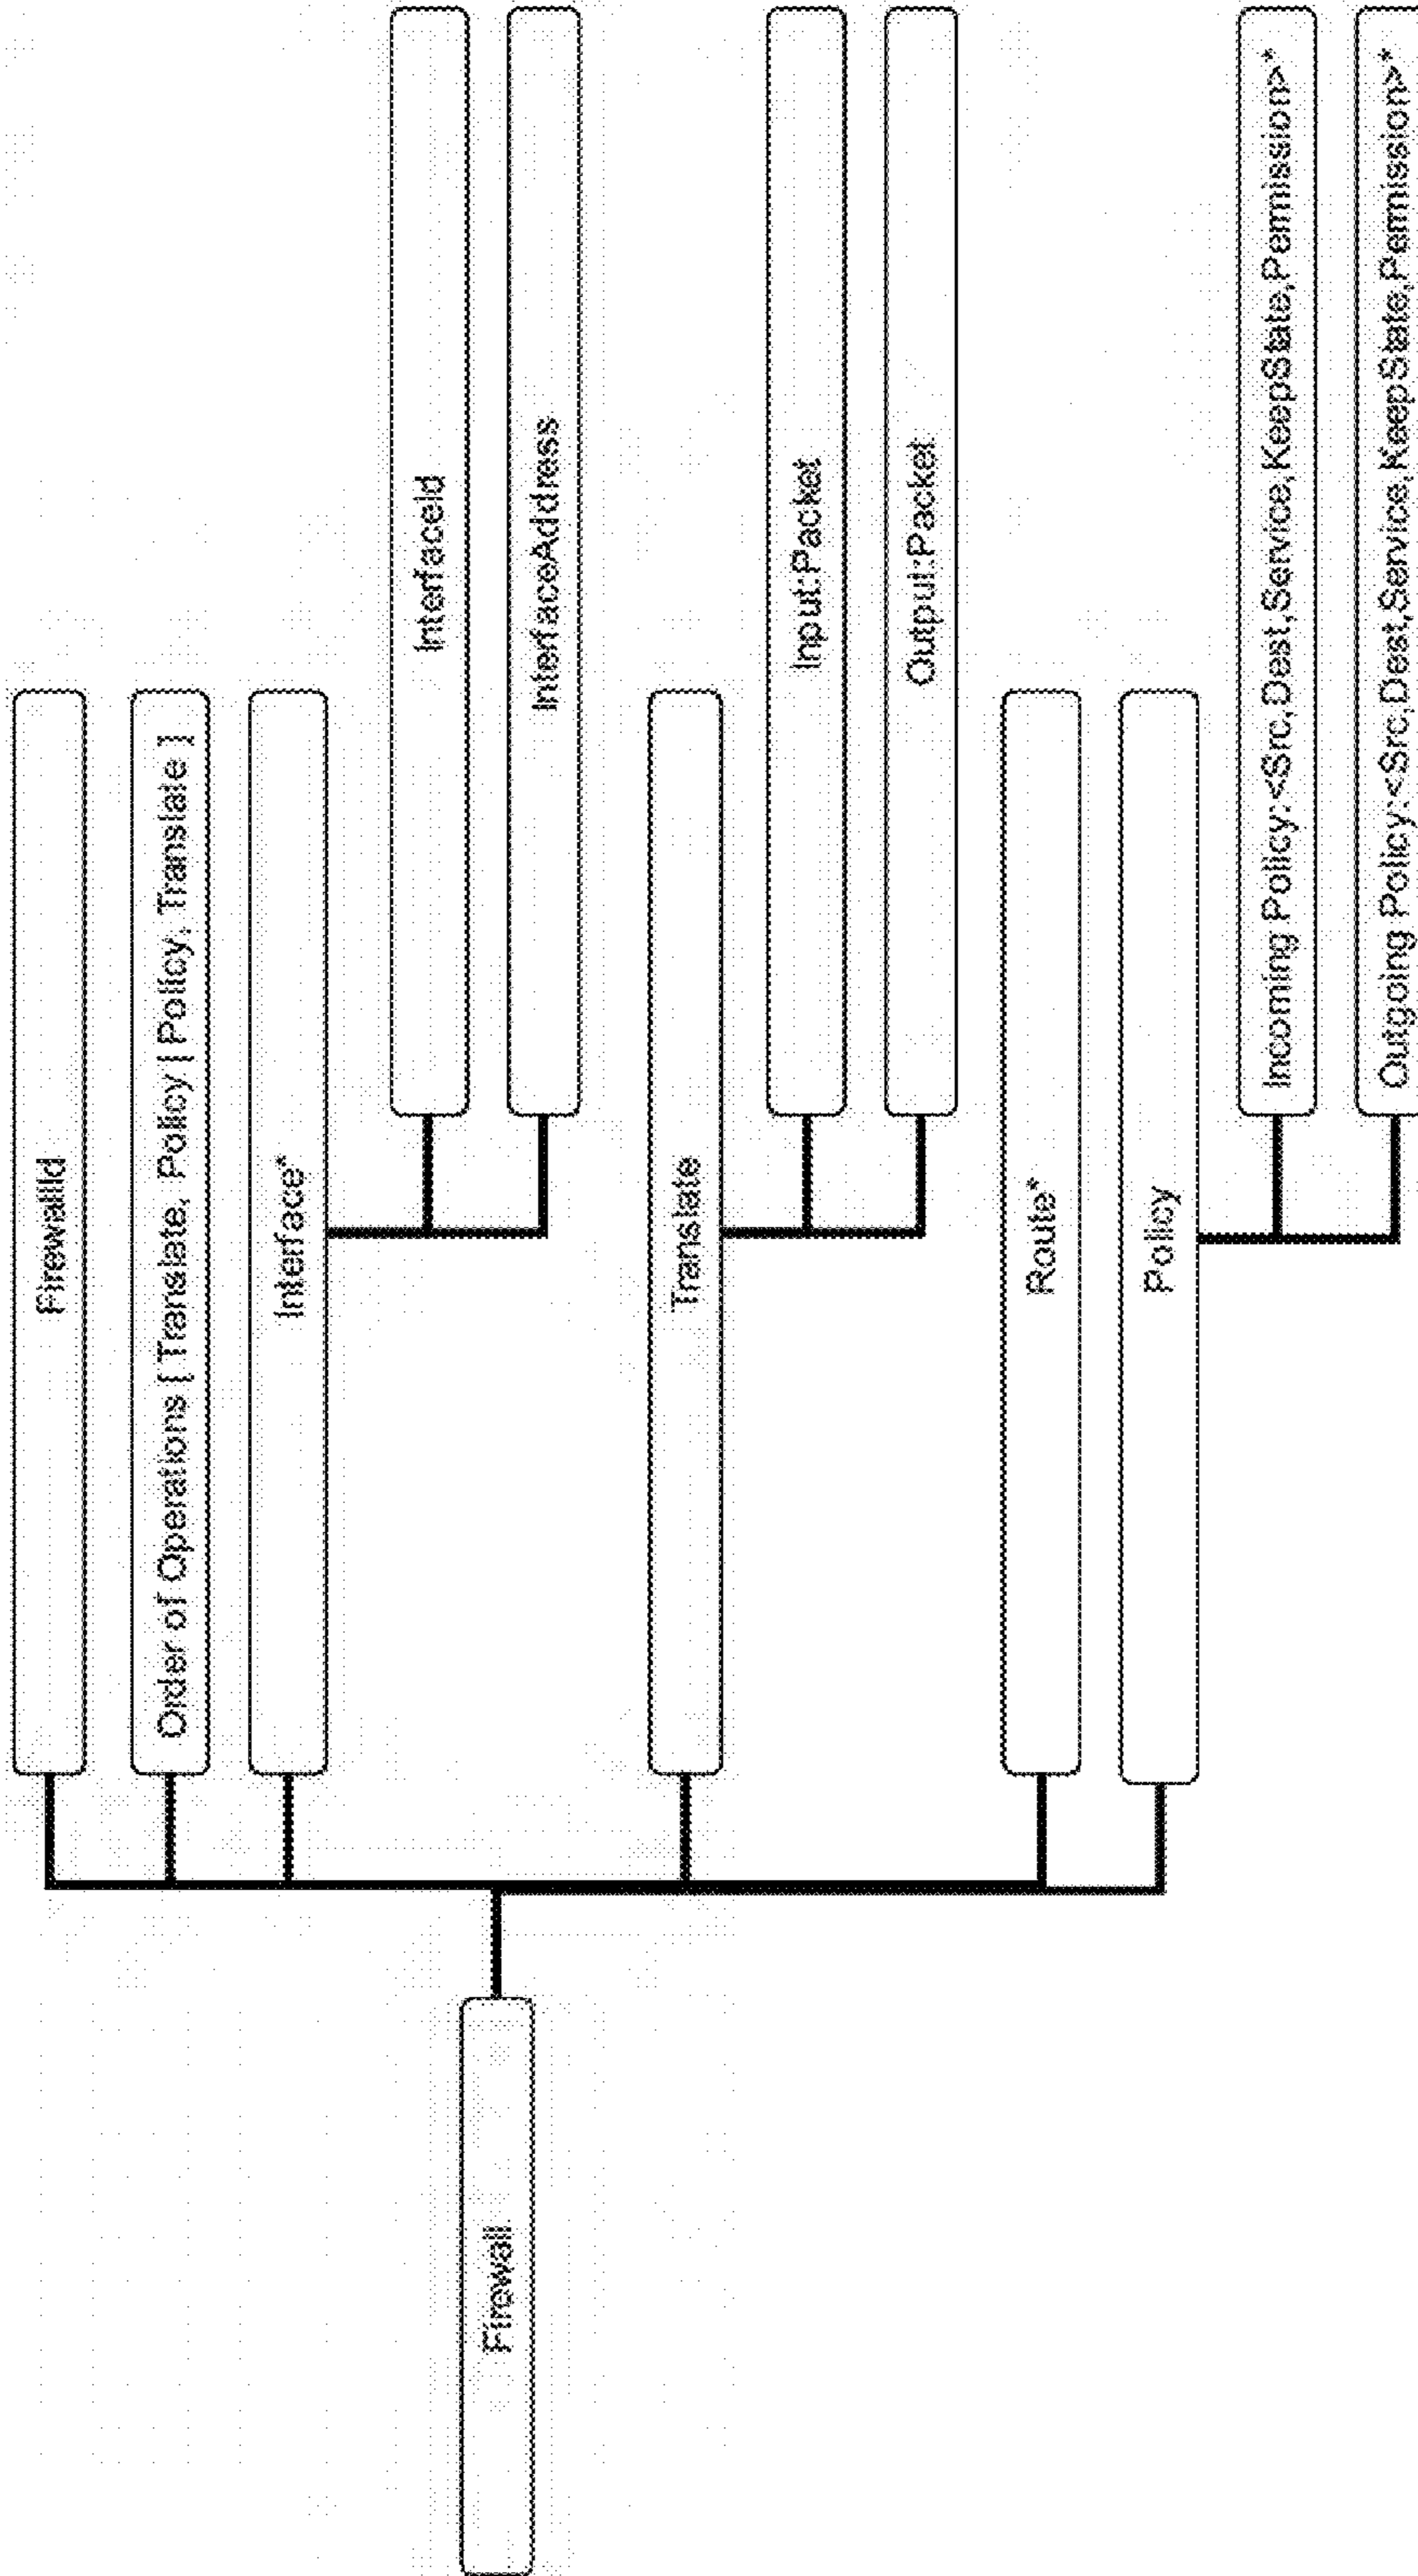 Firewall
FirewallId
Order of Operations [ Translate, Policy | Policy, Translate ]
Interface*
InterfaceId
InterfaceAddress
Translate
Input:Packet
Output:Packet
Route*
Policy
Incoming Policy:<Src,Dest,Service,KeepState,Permission>*
Outgoing Policy:<Src,Dest,Service,KeepState,Permission>*